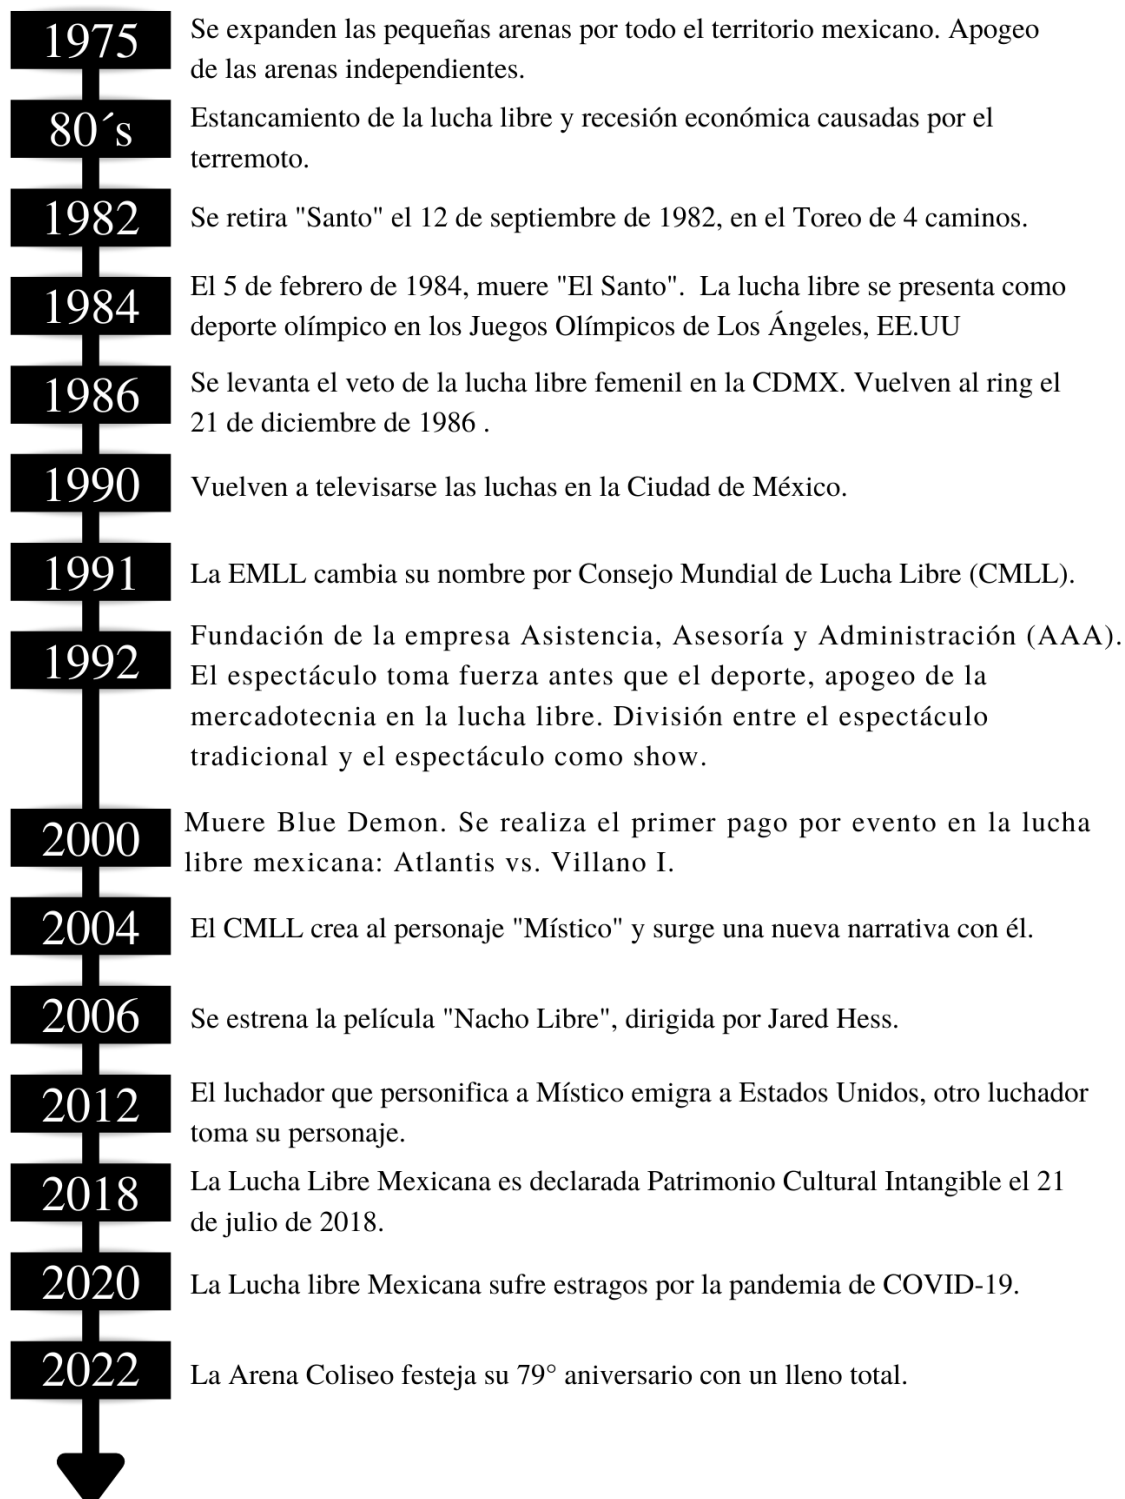 1975
Se expanden las pequeñas arenas por todo el territorio mexicano. Apogeo
de las arenas independientes.
80´s
Estancamiento de la lucha libre y recesión económica causadas por el
terremoto.
1982
Se retira "Santo" el 12 de septiembre de 1982, en el Toreo de 4 caminos.
1984
El 5 de febrero de 1984, muere "El Santo".  La lucha libre se presenta como
deporte olímpico en los Juegos Olímpicos de Los Ángeles, EE.UU
1986
Se levanta el veto de la lucha libre femenil en la CDMX. Vuelven al ring el
21 de diciembre de 1986 .
1990
Vuelven a televisarse las luchas en la Ciudad de México.
1991
La EMLL cambia su nombre por Consejo Mundial de Lucha Libre (CMLL).
1992
Fundación de la empresa Asistencia, Asesoría y Administración (AAA).
El espectáculo toma fuerza antes que el deporte, apogeo de la
mercadotecnia en la lucha libre. División entre el espectáculo
tradicional y el espectáculo como show.
2000
Muere Blue Demon. Se realiza el primer pago por evento en la lucha
libre mexicana: Atlantis vs. Villano I.
2004
El CMLL crea al personaje "Místico" y surge una nueva narrativa con él.
2006
Se estrena la película "Nacho Libre", dirigida por Jared Hess.
2012
El luchador que personifica a Místico emigra a Estados Unidos, otro luchador
toma su personaje.
2018
La Lucha Libre Mexicana es declarada Patrimonio Cultural Intangible el 21
de julio de 2018.
2020
La Lucha libre Mexicana sufre estragos por la pandemia de COVID-19.
2022
La Arena Coliseo festeja su 79° aniversario con un lleno total.